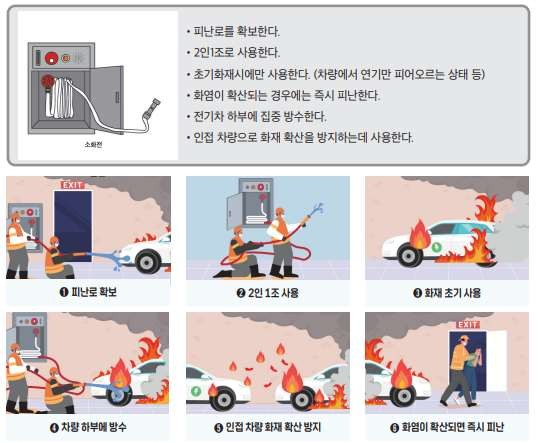 • 피난로를 확보한다.
• 2인1조로 사용한다.
• 초기화재시에만 사용한다. (차량에서 연기만 피어오르는 상태 등)
• 화염이 확산되는 경우에는 즉시 피난한다.
• 전기차 하부에 집중 방수한다.
• 인접 차량으로 화재 확산을 방지하는데 사용한다.
소화전
EXIT
❶ 피난로 확보
❷ 2인 1조 사용
❸ 화재 초기 사용
❹ 차량 하부에 방수
❺ 인접 차량 화재 확산 방지
EXIT
❻ 화염이 확산되면 즉시 피난